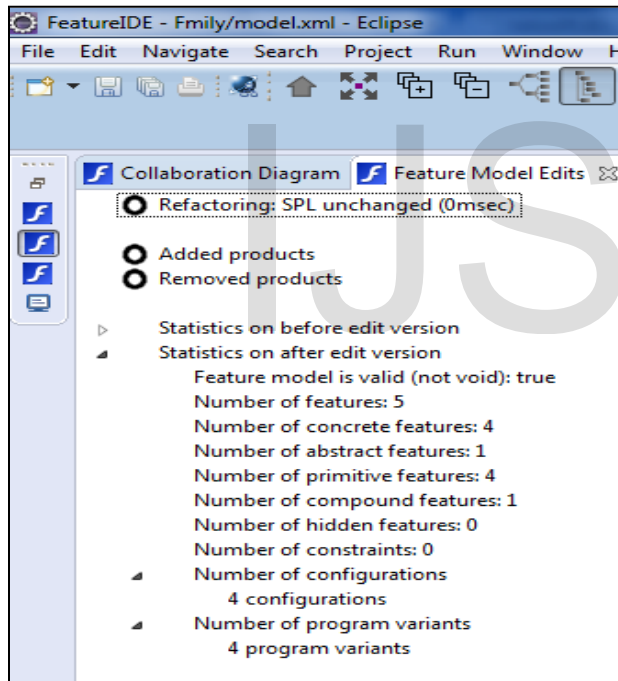 FeatureIDE - Fmily/model.xml - Eclipse
File Edit Navigate Search Project Run Window H
Collaboration Diagram Feature Model Edits
Refactoring: SPL unchanged (0msec)
Added products
Removed products
Statistics on before edit version
Statistics on after edit version
Feature model is valid (not void): true
Number of features: 5
Number of concrete features: 4
Number of abstract features: 1
Number of primitive features: 4
Number of compound features: 1
Number of hidden features: 0
Number of constraints: 0
Number of configurations
4 configurations
Number of program variants
4 program variants
IJS